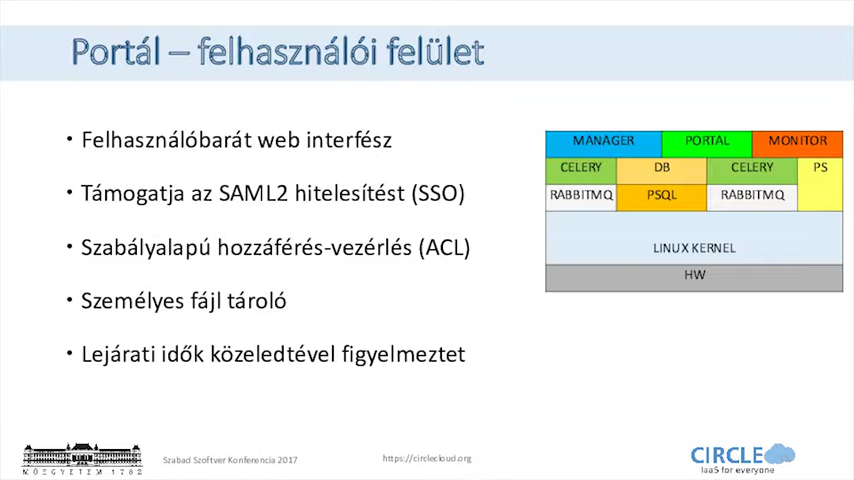 Portál – felhasználói felület
• Felhasználóbarát web interfész
• Támogatja az SAML2 hitelesítést (SSO)
• Szabályalapú hozzáférés-vezérlés (ACL)
• Személyes fájl tároló
• Lejárati idők közeledtével figyelmeztet
MANAGER PORTAL MONITOR
CELERY DB CELERY PS
RABBITMQ PSQL RABBITMQ
LINUX KERNEL
HW
MŰEGYETEM 1782
Szabad Szoftver Konferencia 2017
https://circlecloud.org
CIRCLE
IaaS for everyone